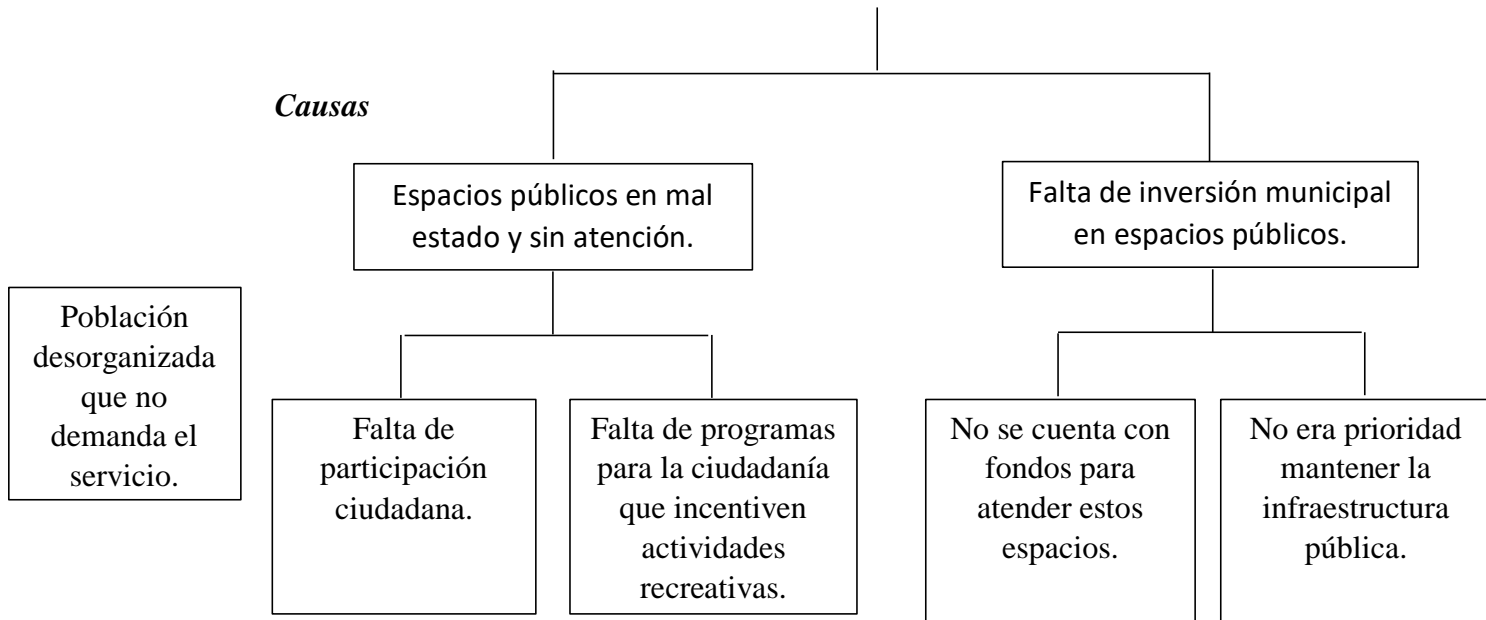 Causas
Espacios públicos en mal
estado y sin atención.
Falta de inversión municipal
en espacios públicos.
Población
desorganizada
que no
demanda el
servicio.
Falta de
participación
ciudadana.
Falta de programas
para la ciudadanía
que incentiven
actividades
recreativas.
No se cuenta con
fondos para
atender estos
espacios.
No era prioridad
mantener la
infraestructura
pública.